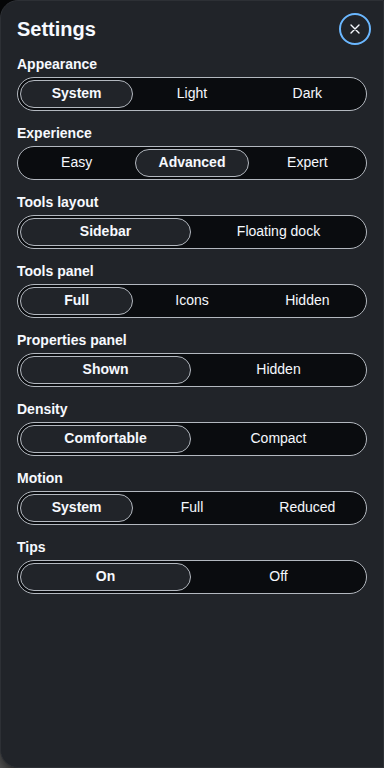 Settings
Appearance
System Light Dark
Experience
Easy Advanced Expert
Tools layout
Sidebar Floating dock
Tools panel
Full Icons Hidden
Properties panel
Shown Hidden
Density
Comfortable Compact
Motion
System Full Reduced
Tips
On Off